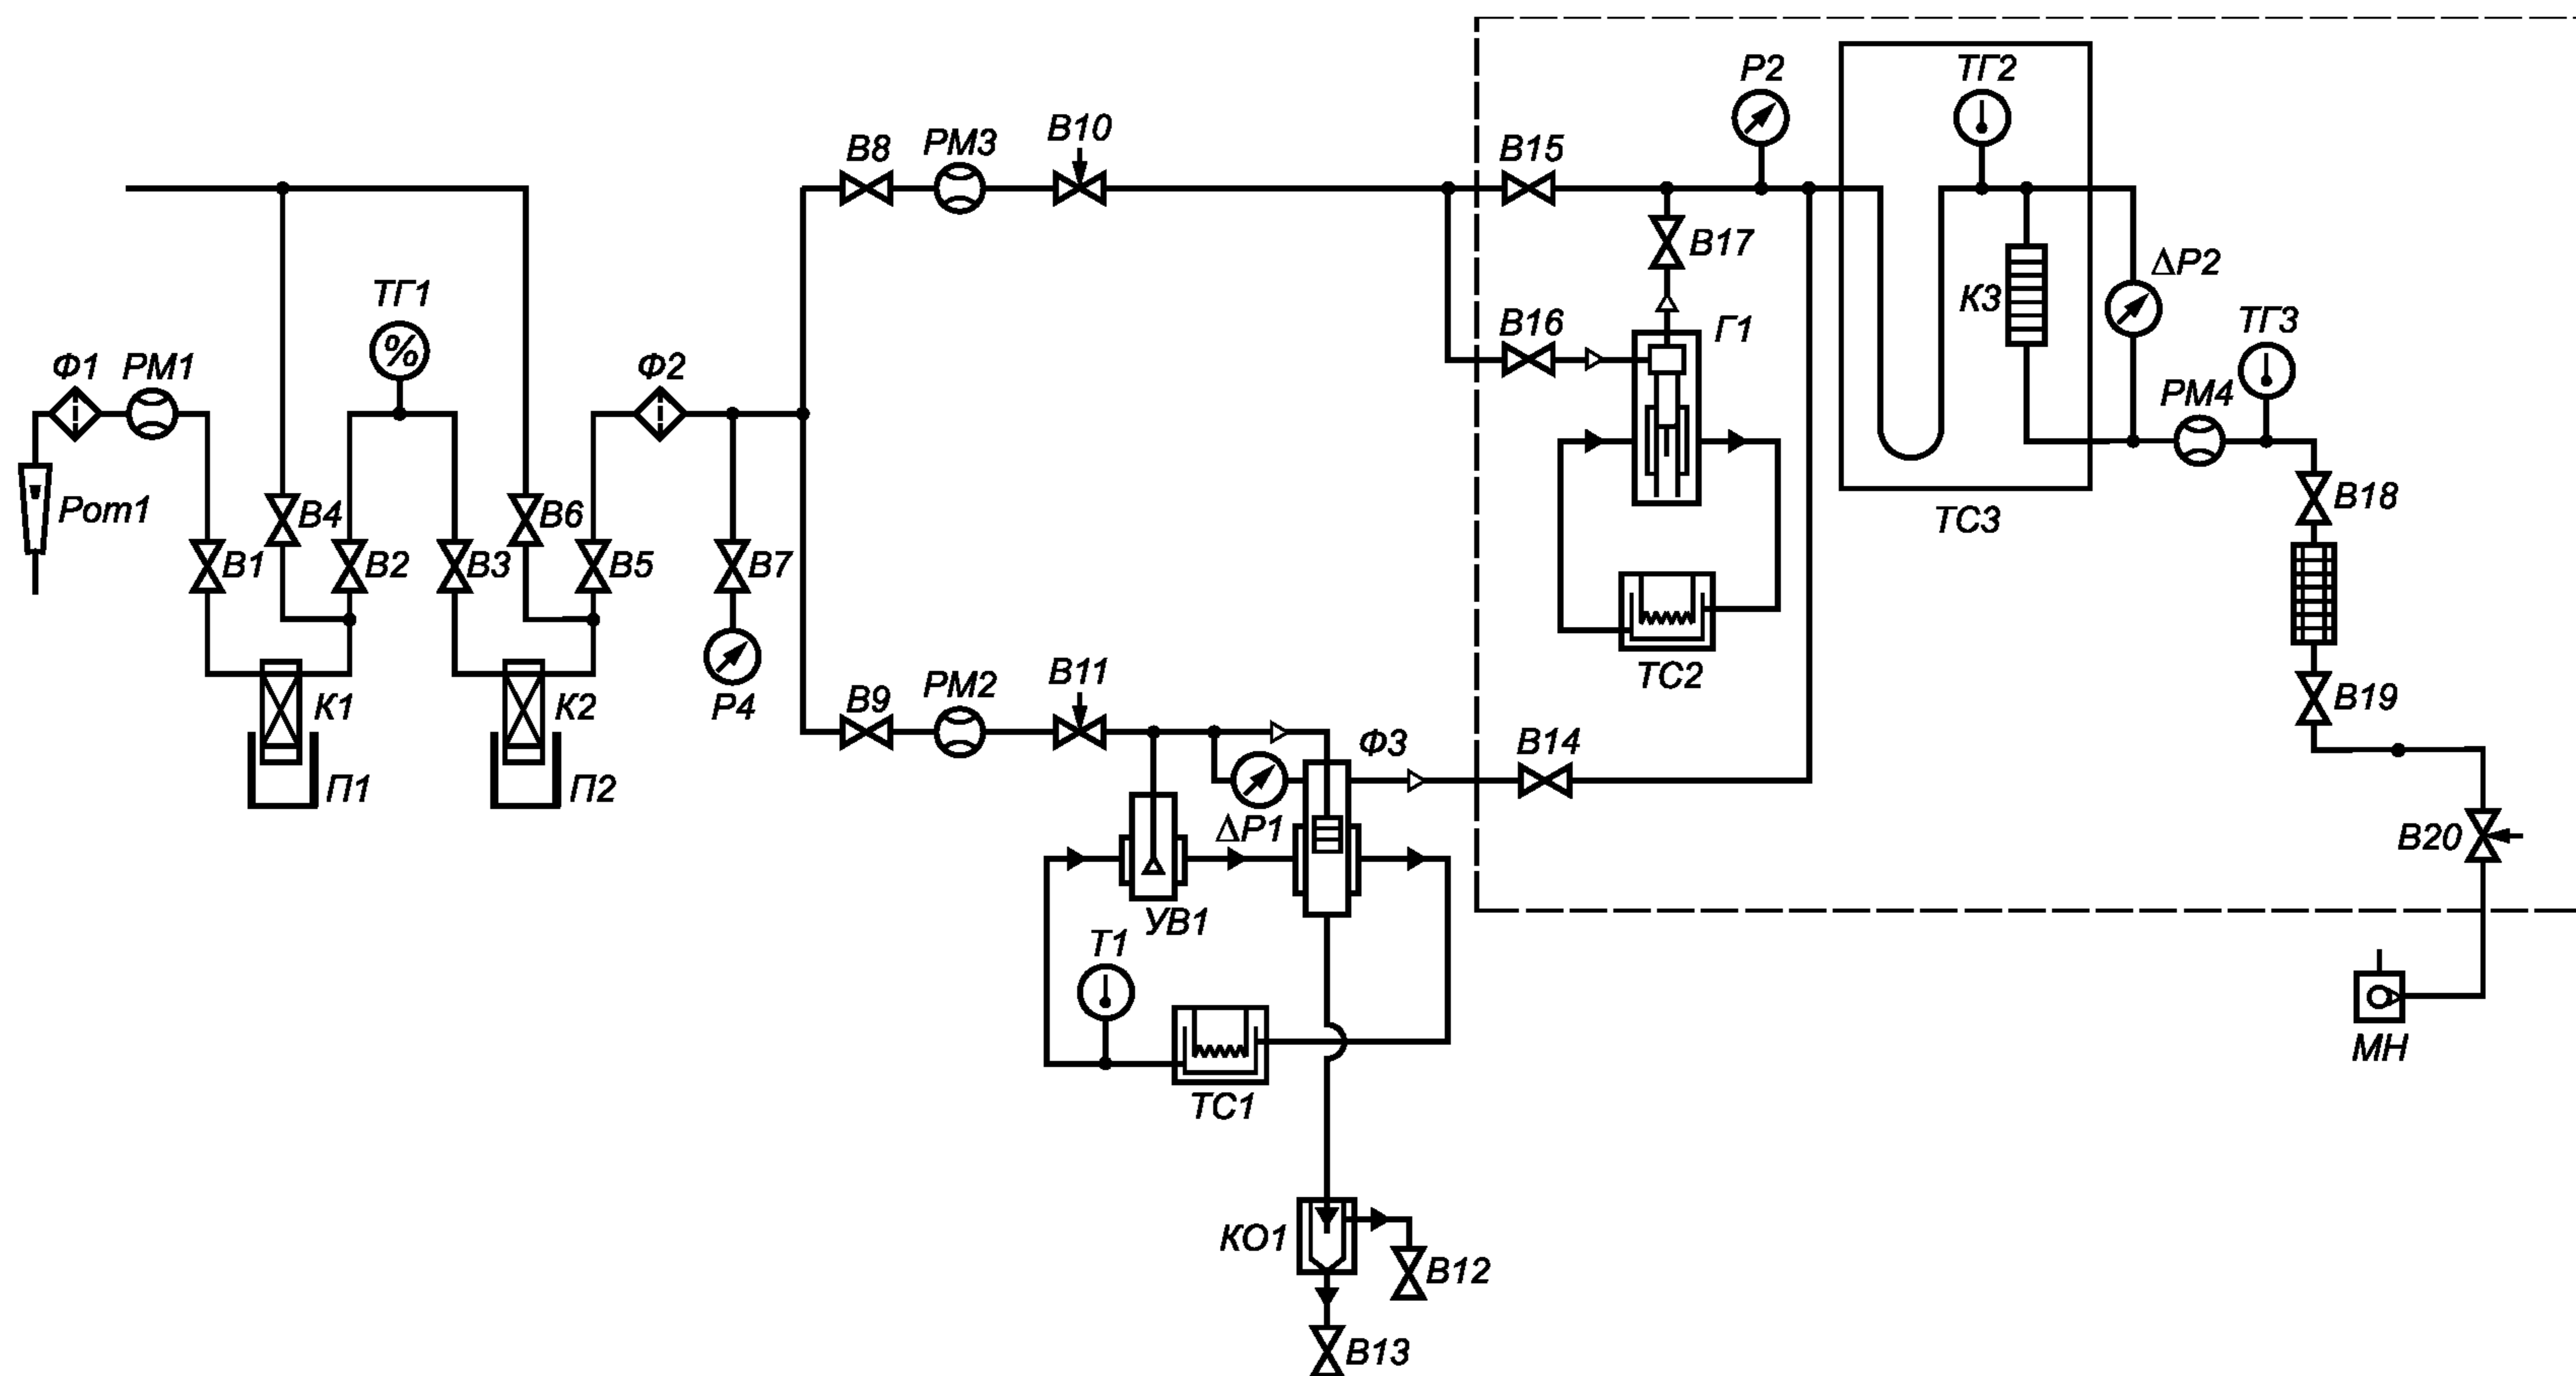 Р2
ТГ2
В10
РМ3
В8
В15
В17
ΔР2
К3
ТГ1
В16
Г1
ТГ3
Ф1
РМ1
Ф2
РМ4
Рот1
В4
В6
В18
ТС3
В1
В2
В3
В5
В7
В11
ТС2
РМ2
В9
В19
К1
К2
Р4
Ф3
В14
П1
П2
ΔР1
В20
УВ1
Т1
МН
ТС1
КО1
В12
В13
%